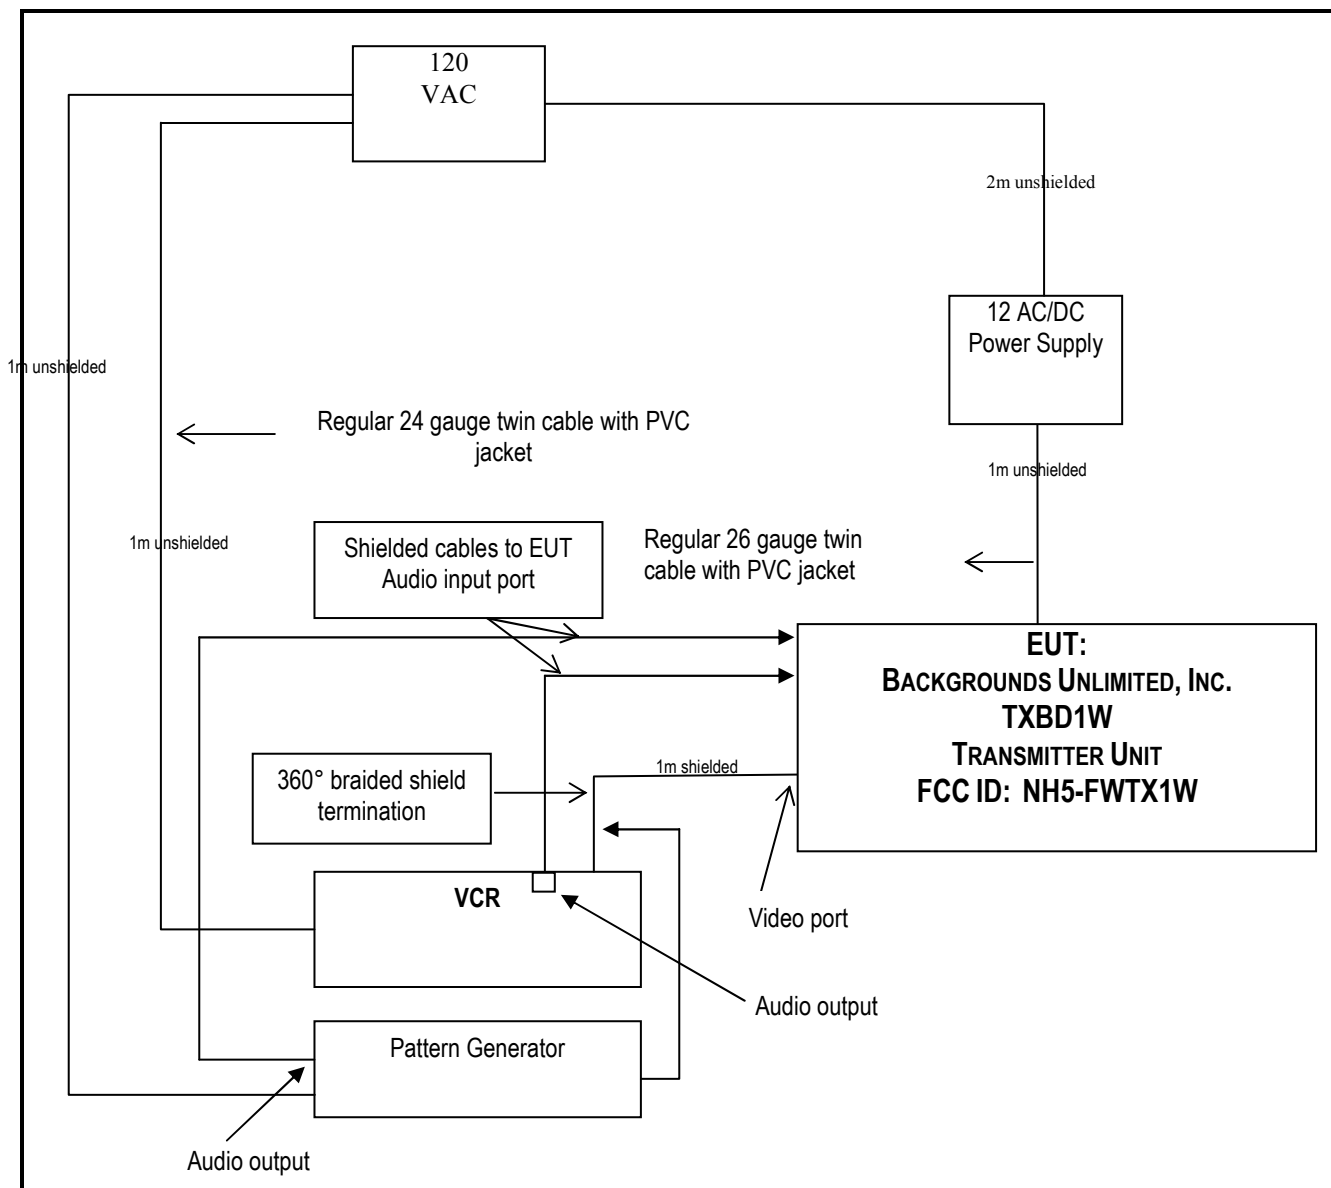 120
VAC
2m unshielded
12 AC/DC
Power Supply
1m unshielded
Regular 24 gauge twin cable with PVC
jacket
1m unshielded
1m unshielded
Shielded cables to EUT
Audio input port
Regular 26 gauge twin
cable with PVC jacket
EUT:
BACKGROUNDS UNLIMITED, INC.
TXBD1W
TRANSMITTER UNIT
FCC ID: NH5-FWTX1W
360° braided shield
termination
1m shielded
VCR
Video port
Audio output
Pattern Generator
Audio output